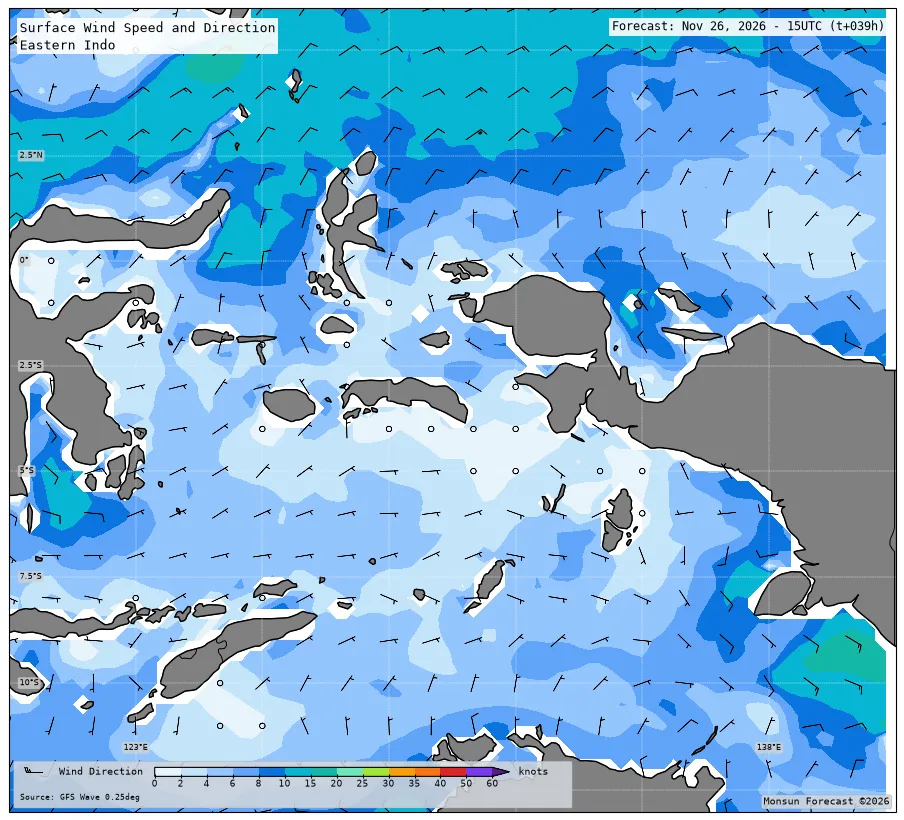 Surface Wind Speed and Direction
Eastern Indo
Forecast: Nov 26, 2026 - 15UTC (t+039h)
2.5°N
0°
2.5°S
5°S
7.5°S
10°S
123°E
138°E
Wind Direction
knots
0 2 4 6 8 10 15 20 25 30 35 40 50 60
Source: GFS Wave 0.25deg
Monsun Forecast ©2026